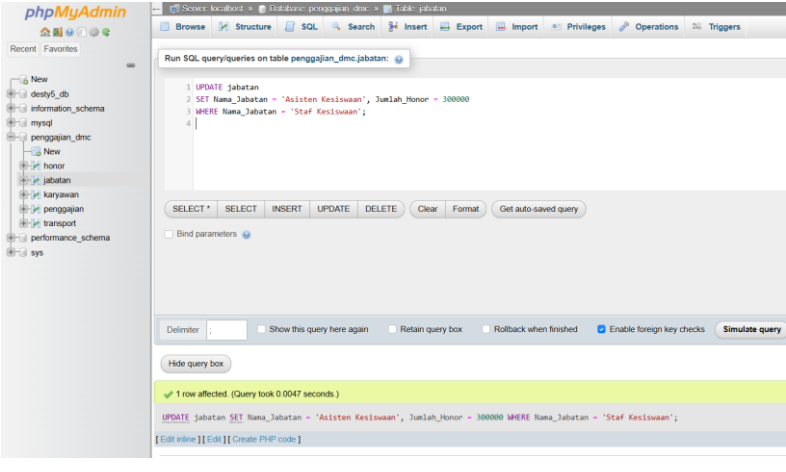 phpMyAdmin
Recent Favorites
New
desty5_db
information_schema
mysql
penggajian_dmc
New
honor
jabatan
karyawan
penggajian
transport
performance_schema
sys
Server: localhost » Database: penggajian_dmc » Table: jabatan
Browse Structure SQL Search Insert Export Import Privileges Operations Triggers
Run SQL query/queries on table penggajian_dmc.jabatan:
1 UPDATE jabatan
2 SET Nama_Jabatan = 'Asisten Kesiswaan', Jumlah_Honor = 300000
3 WHERE Nama_Jabatan = 'Staf Kesiswaan';
4
SELECT * SELECT INSERT UPDATE DELETE Clear Format Get auto-saved query
Bind parameters
Delimiter ; Show this query here again Retain query box Rollback when finished Enable foreign key checks Simulate query
Hide query box
1 row affected. (Query took 0.0047 seconds.)
UPDATE jabatan SET Nama_Jabatan = 'Asisten Kesiswaan', Jumlah_Honor = 300000 WHERE Nama_Jabatan = 'Staf Kesiswaan';
[ Edit inline ] [ Edit ] [ Create PHP code ]